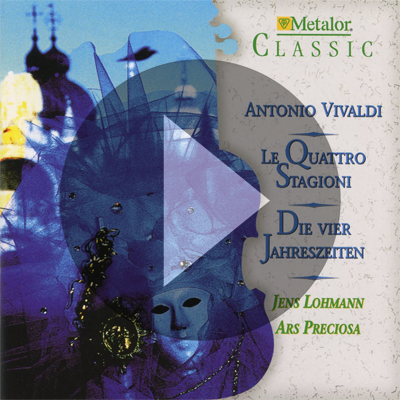 Metalor.
CLASSIC
ANTONIO VIVALDI
LE QUATTRO
STAGIONI
DIE VIER
JAHRESZEITEN
JENS LOHMANN
ARS PRECIOSA